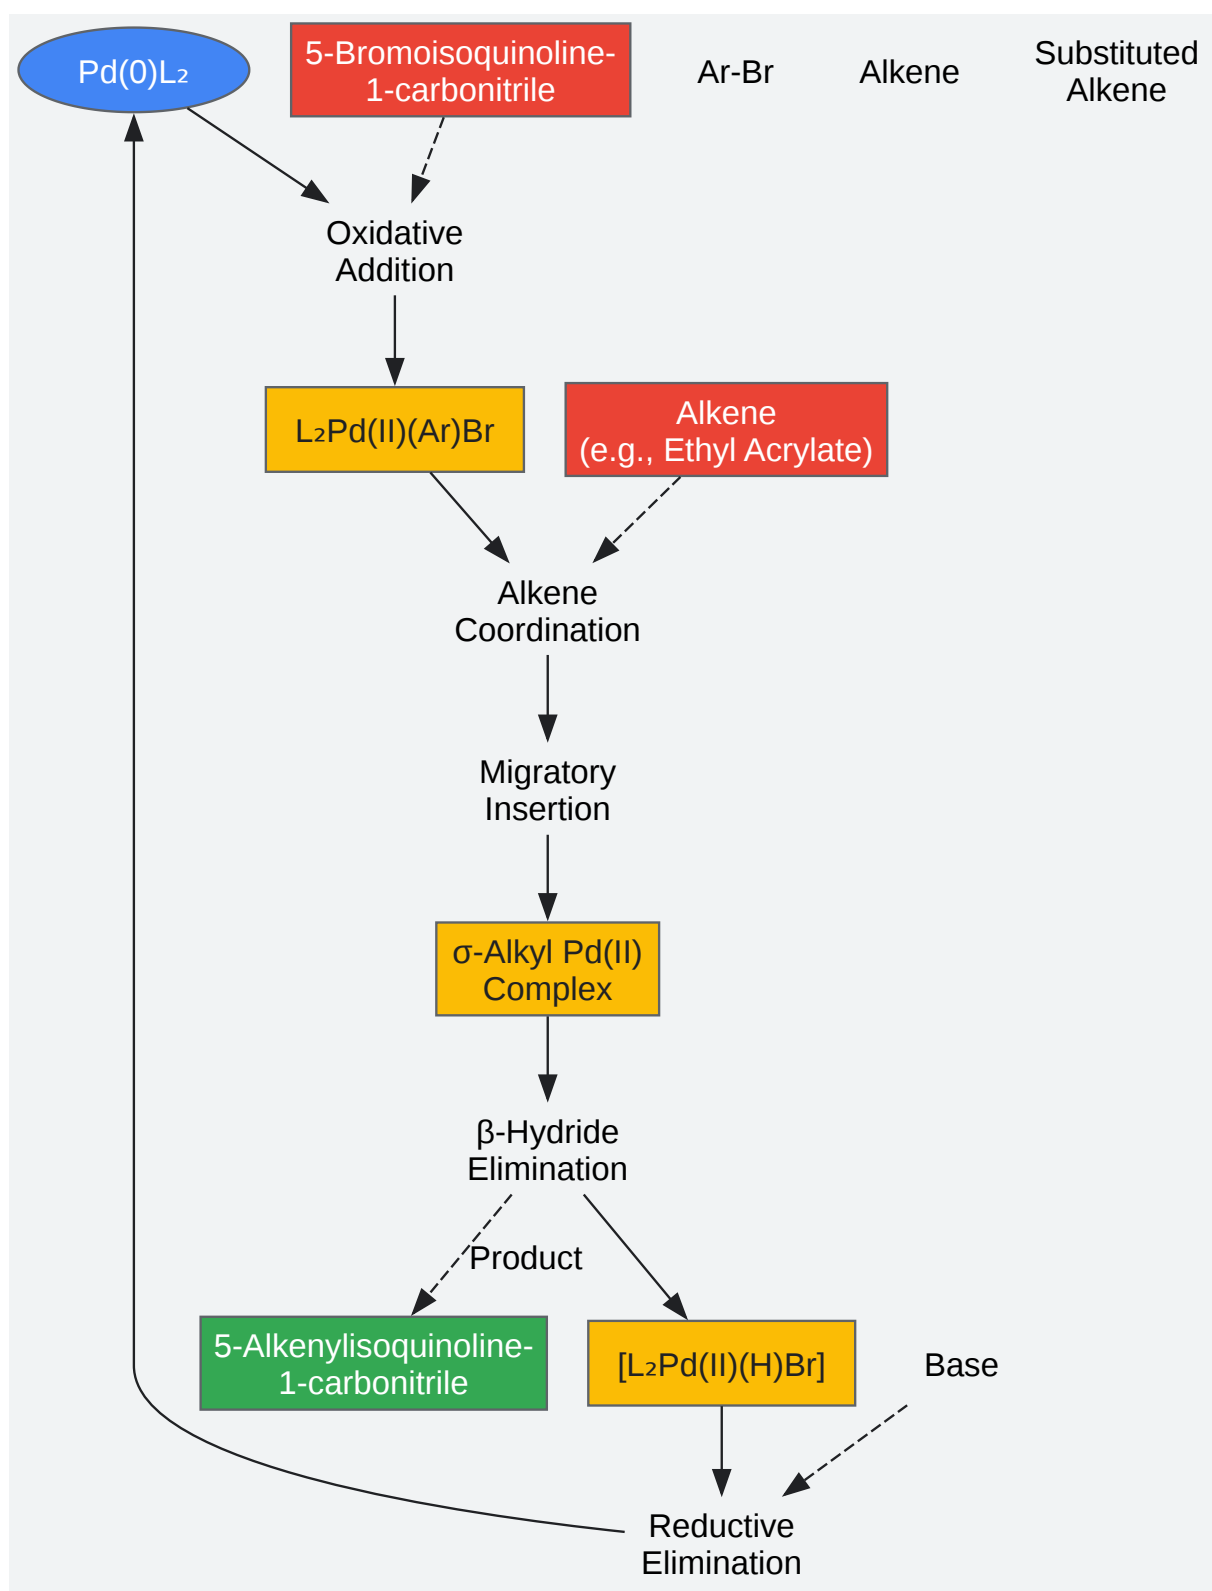 Pd(0)L₂
5-Bromoisoquinoline-
1-carbonitrile
Ar-Br
Alkene
Substituted
Alkene
Oxidative
Addition
L₂Pd(II)(Ar)Br
Alkene
(e.g., Ethyl Acrylate)
Alkene
Coordination
Migratory
Insertion
σ-Alkyl Pd(II)
Complex
β-Hydride
Elimination
Product
5-Alkenylisoquinoline-
1-carbonitrile
[L₂Pd(II)(H)Br]
Base
Reductive
Elimination